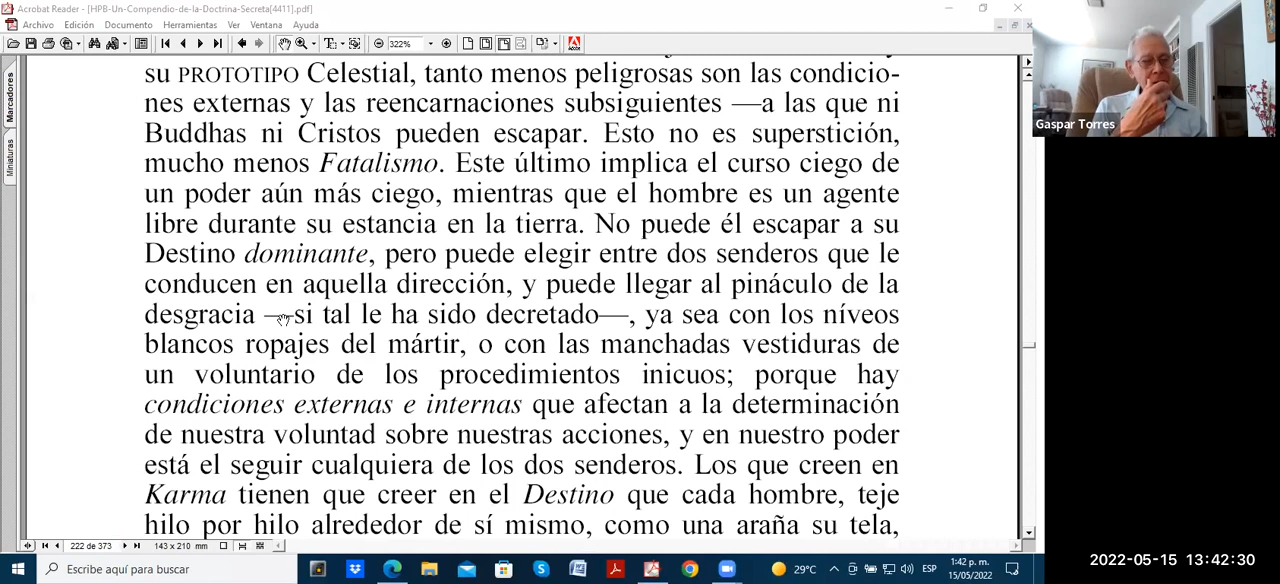 Acrobat Reader - [HPB-Un-Compendio-de-la-Doctrina-Secreta[4411].pdf]
Archivo Edición Documento Herramientas Ver Ventana Ayuda
322%
Marcadores
Miniaturas
su PROTOTIPO Celestial, tanto menos peligrosas son las condicio-
nes externas y las reencarnaciones subsiguientes —a las que ni
Buddhas ni Cristos pueden escapar. Esto no es superstición,
mucho menos Fatalismo. Este último implica el curso ciego de
un poder aún más ciego, mientras que el hombre es un agente
libre durante su estancia en la tierra. No puede él escapar a su
Destino dominante, pero puede elegir entre dos senderos que le
conducen en aquella dirección, y puede llegar al pináculo de la
desgracia —si tal le ha sido decretado—, ya sea con los níveos
blancos ropajes del mártir, o con las manchadas vestiduras de
un voluntario de los procedimientos inicuos; porque hay
condiciones externas e internas que afectan a la determinación
de nuestra voluntad sobre nuestras acciones, y en nuestro poder
está el seguir cualquiera de los dos senderos. Los que creen en
Karma tienen que creer en el Destino que cada hombre, teje
hilo por hilo alrededor de sí mismo, como una araña su tela,
Gaspar Torres
222 de 373
143 x 210 mm
Escribe aquí para buscar
29°C
ESP
1:42 p. m.
15/05/2022
2022-05-15 13:42:30